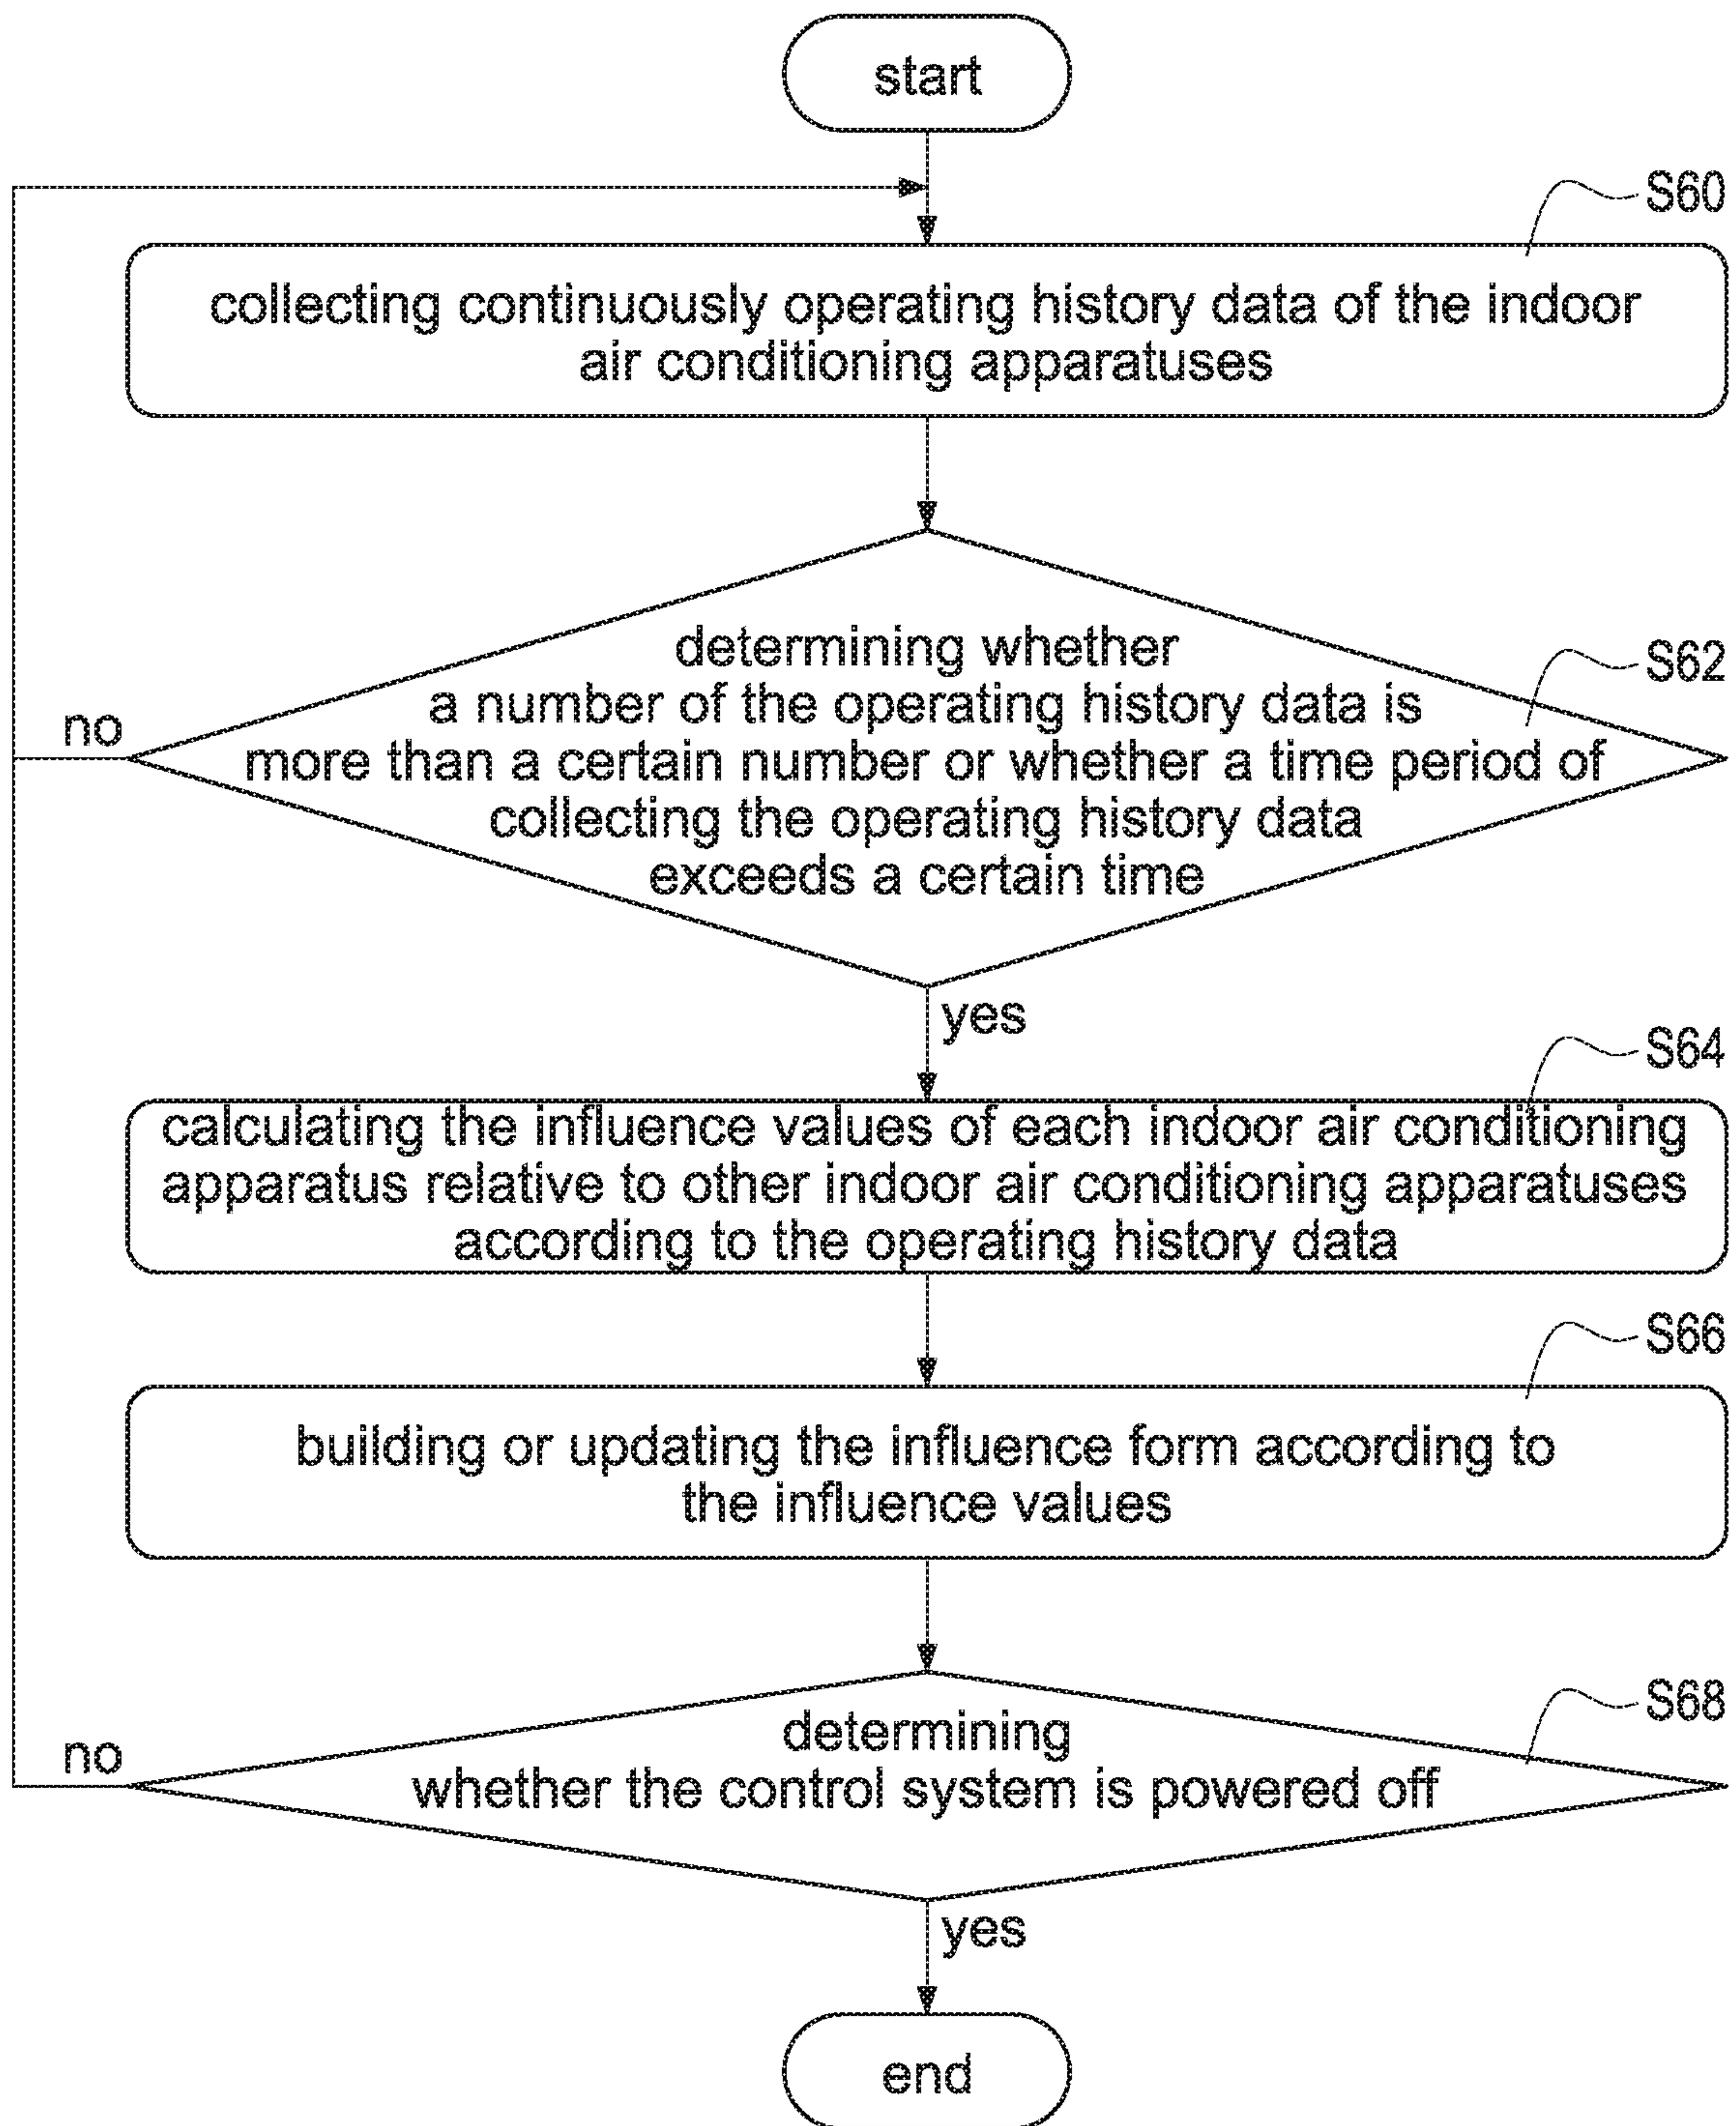 start
S60
collecting continuously operating history data of the indoor
air conditioning apparatuses
determining whether
S62
a number of the operating history data is
no
more than a certain number or whether a time period of
collecting the operating history data
exceeds a certain time
yes
S64
calculating the influence values of each indoor air conditioning
apparatus relative to other indoor air conditioning apparatuses
according to the operating history data
S66
building or updating the influence form according to
the influence values
S68
determining
no
whether the control system is powered off
yes
end